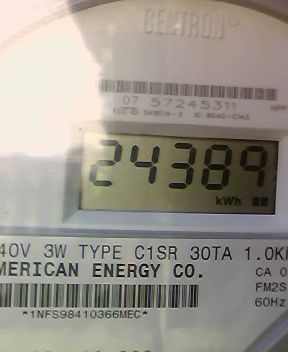 CENTRON®
07 57245311
24389
kWh
40V 3W TYPE C1SR 30TA 1.0K
MERICAN ENERGY CO.
CA 0
FM2S
60Hz
*1NFS98410366MEC*